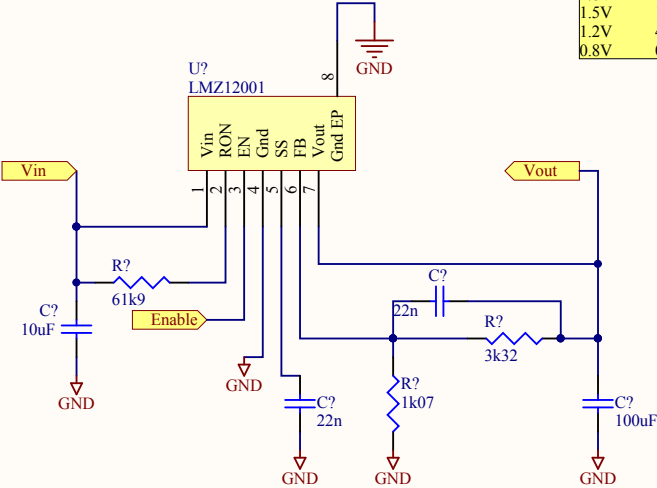 1.5V
1.2V
0.8V
GND
U?
LMZ12001
8
Vin
RON
EN
Gnd
SS
FB
Vout
Gnd EP
1
2
3
4
5
6
7
Vin
Vout
R?
61k9
C?
10uF
Enable
GND
GND
C?
22n
R?
3k32
R?
1k07
C?
22n
C?
100uF
GND
GND
GND